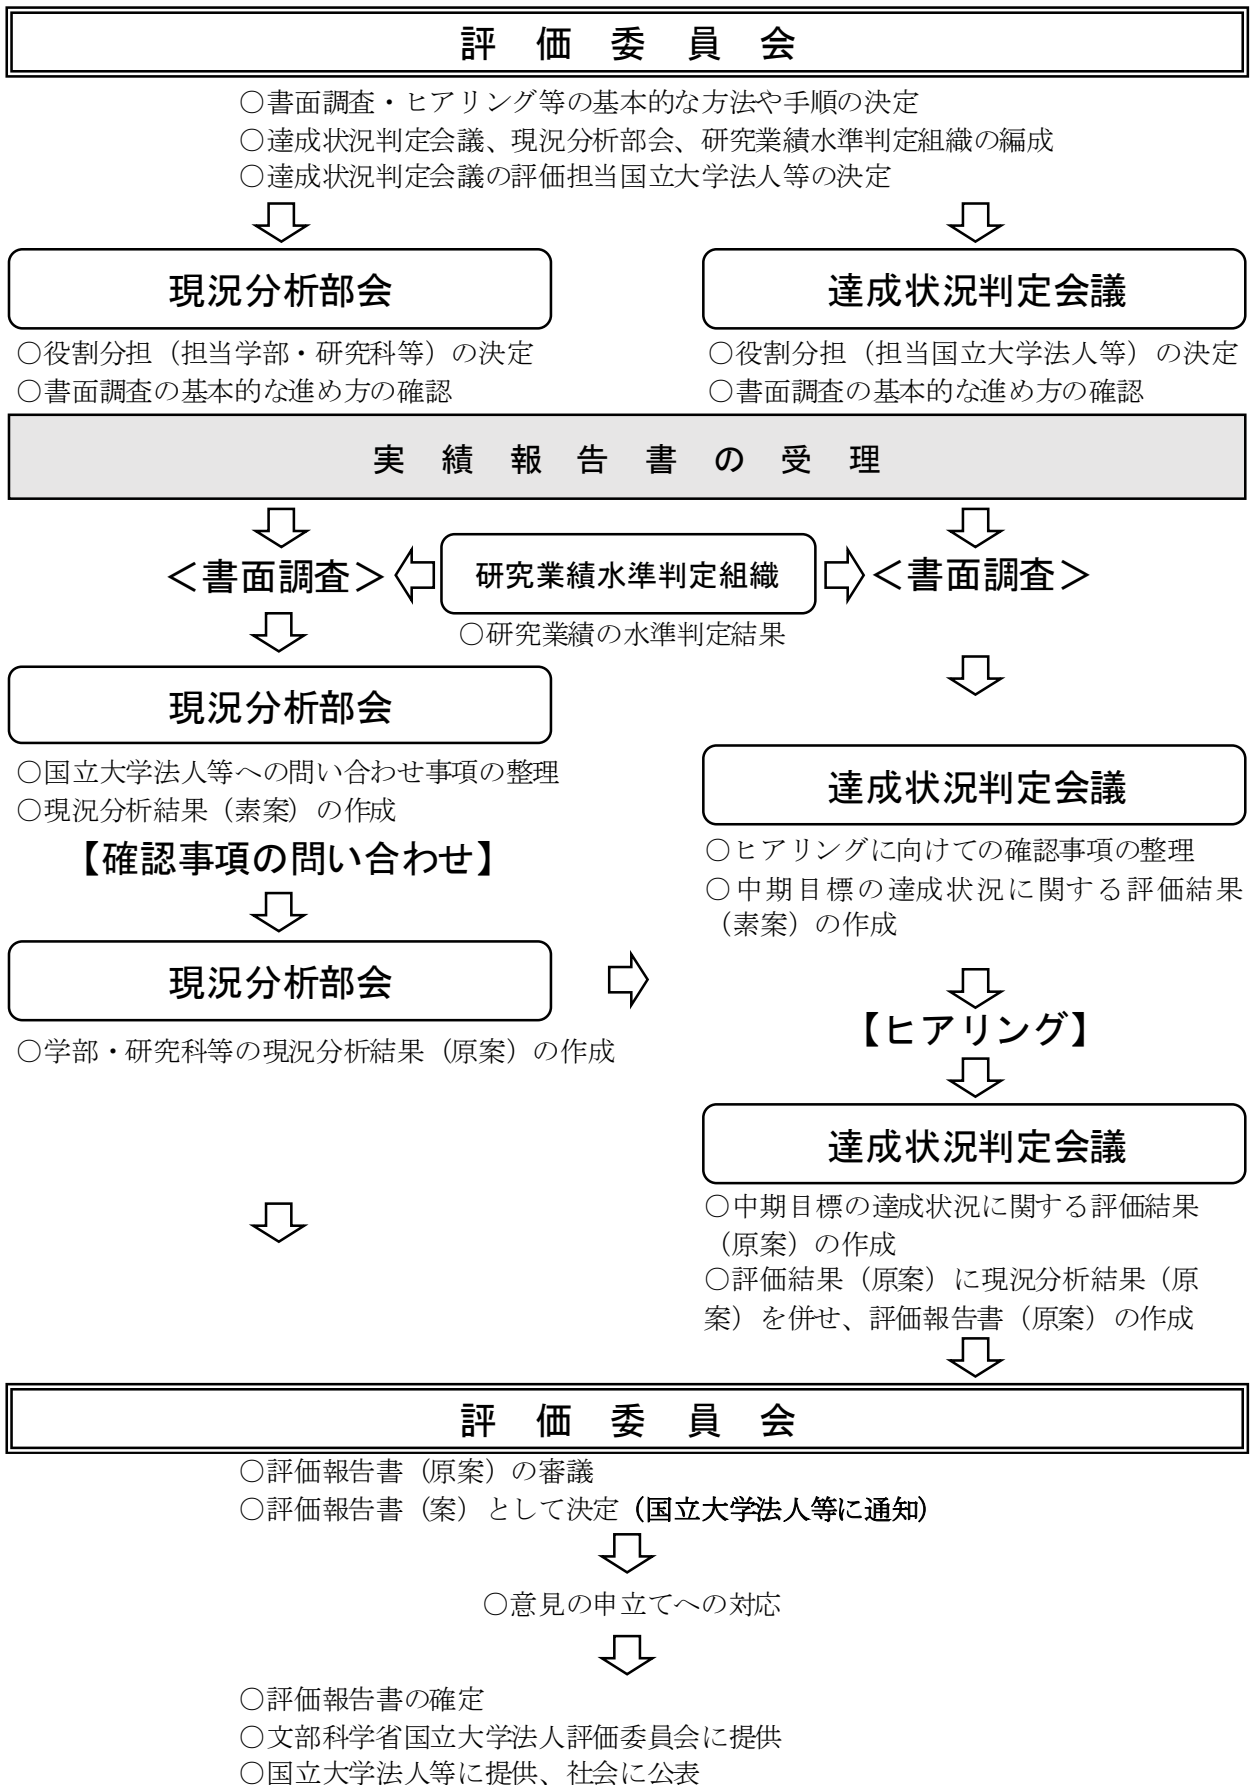 評価委員会
○書面調査・ヒアリング等の基本的な方法や手順の決定
○達成状況判定会議、現況分析部会、研究業績水準判定組織の編成
○達成状況判定会議の評価担当国立大学法人等の決定
現況分析部会
○役割分担（担当学部・研究科等）の決定
○書面調査の基本的な進め方の確認
達成状況判定会議
○役割分担（担当国立大学法人等）の決定
○書面調査の基本的な進め方の確認
実績報告書の受理
＜書面調査＞
研究業績水準判定組織
○研究業績の水準判定結果
＜書面調査＞
現況分析部会
○国立大学法人等への問い合わせ事項の整理
○現況分析結果（素案）の作成
【確認事項の問い合わせ】
現況分析部会
○学部・研究科等の現況分析結果（原案）の作成
達成状況判定会議
○ヒアリングに向けての確認事項の整理
○中期目標の達成状況に関する評価結果
（素案）の作成
【ヒアリング】
達成状況判定会議
○中期目標の達成状況に関する評価結果
（原案）の作成
○評価結果（原案）に現況分析結果（原
案）を併せ、評価報告書（原案）の作成
評価委員会
○評価報告書（原案）の審議
○評価報告書（案）として決定（国立大学法人等に通知）
○意見の申立てへの対応
○評価報告書の確定
○文部科学省国立大学法人評価委員会に提供
○国立大学法人等に提供、社会に公表